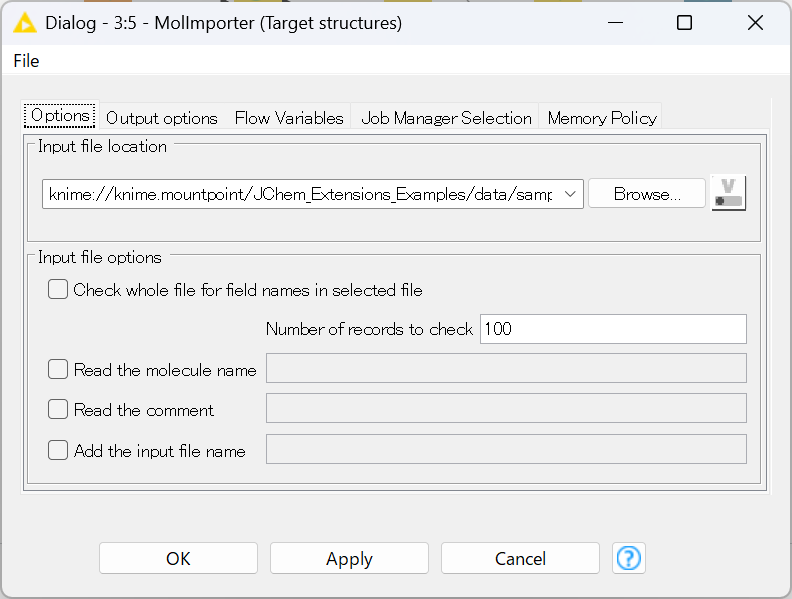 Dialog - 3:5 - MolImporter (Target structures)
File
Options Output options Flow Variables Job Manager Selection Memory Policy
Input file location
knime://knime.mountpoint/JChem_Extensions_Examples/data/samp Browse... V
Input file options
Check whole file for field names in selected file
Number of records to check 100
Read the molecule name
Read the comment
Add the input file name
OK Apply Cancel ?